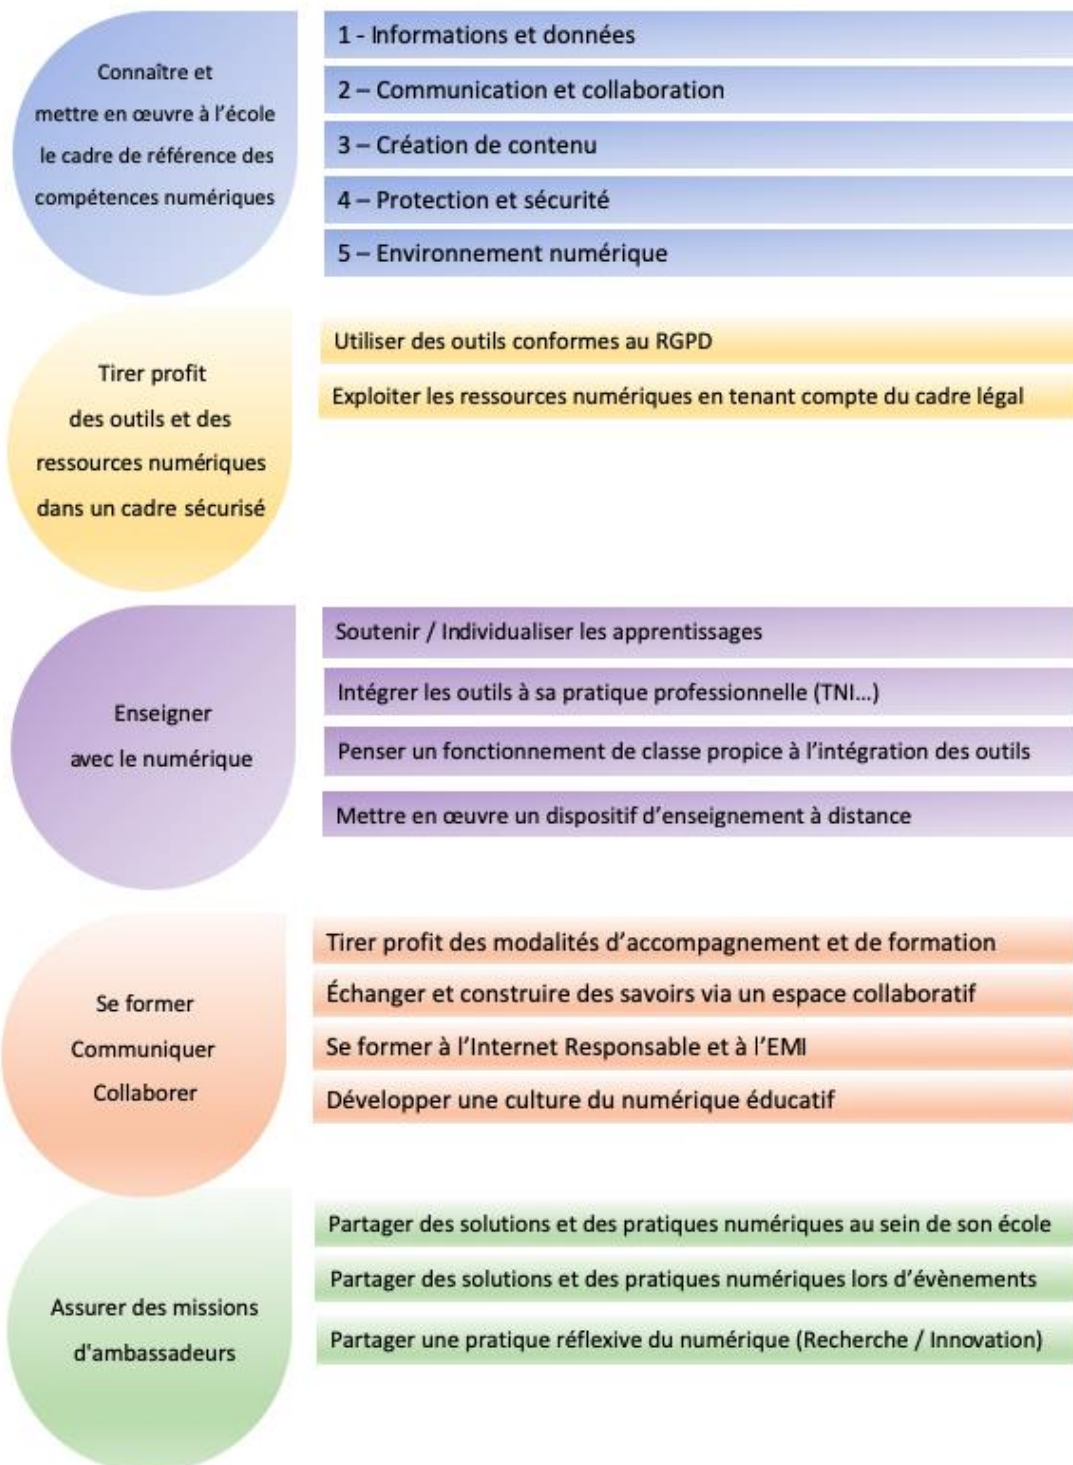 Connaître et
mettre en œuvre à l'école
le cadre de référence des
compétences numériques
1 - Informations et données
2 – Communication et collaboration
3 – Création de contenu
4 – Protection et sécurité
5 – Environnement numérique
Tirer profit
des outils et des
ressources numériques
dans un cadre sécurisé
Utiliser des outils conformes au RGPD
Exploiter les ressources numériques en tenant compte du cadre légal
Enseigner
avec le numérique
Soutenir / Individualiser les apprentissages
Intégrer les outils à sa pratique professionnelle (TNI...)
Penser un fonctionnement de classe propice à l'intégration des outils
Mettre en œuvre un dispositif d'enseignement à distance
Se former
Communiquer
Collaborer
Tirer profit des modalités d'accompagnement et de formation
Échanger et construire des savoirs via un espace collaboratif
Se former à l'Internet Responsable et à l'EMI
Développer une culture du numérique éducatif
Assurer des missions
d'ambassadeurs
Partager des solutions et des pratiques numériques au sein de son école
Partager des solutions et des pratiques numériques lors d'évènements
Partager une pratique réflexive du numérique (Recherche / Innovation)